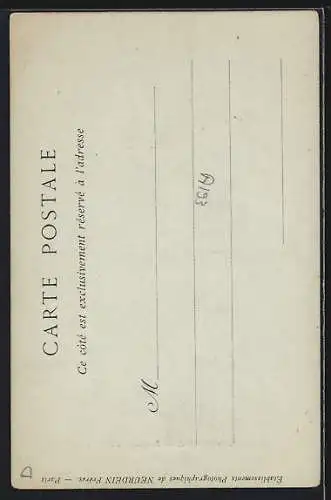 CARTE POSTALE
Ce côté est exclusivement réservé à l'adresse
M
Etablissements Photographiques de NEURDEIN Frères. — Paris